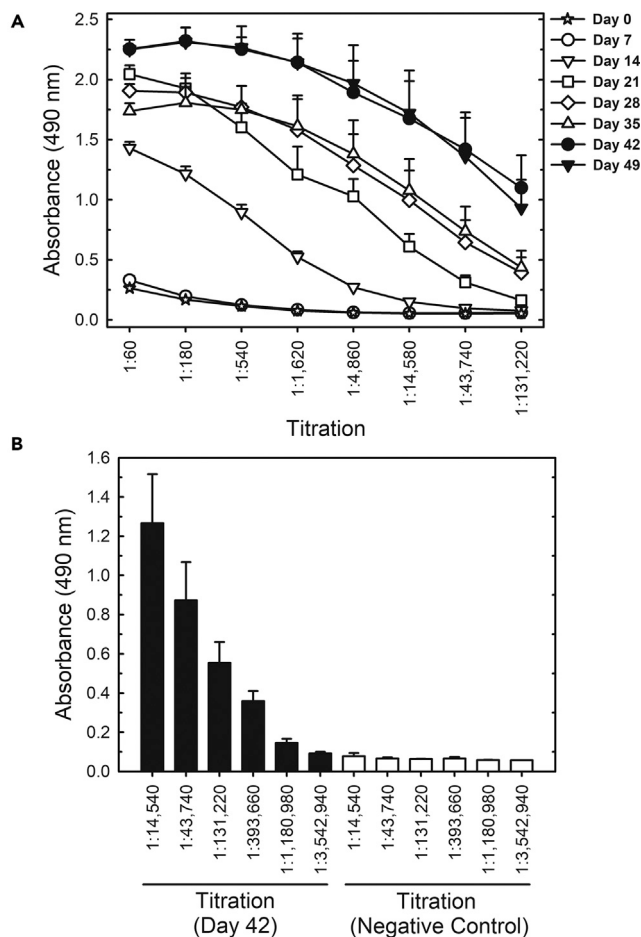 A
Absorbance (490 nm)
2.5
2.0
1.5
1.0
0.5
0.0
1:60
1:180
1:540
1:1,620
1:4,860
1:14,580
1:43,740
1:131,220
Titration
Day 0
Day 7
Day 14
Day 21
Day 28
Day 35
Day 42
Day 49
B
Absorbance (490 nm)
1.6
1.4
1.2
1.0
0.8
0.6
0.4
0.2
0.0
1:14,540
1:43,740
1:131,220
1:393,660
1:1,180,980
1:3,542,940
1:14,540
1:43,740
1:131,220
1:393,660
1:1,180,980
1:3,542,940
Titration
(Day 42)
Titration
(Negative Control)